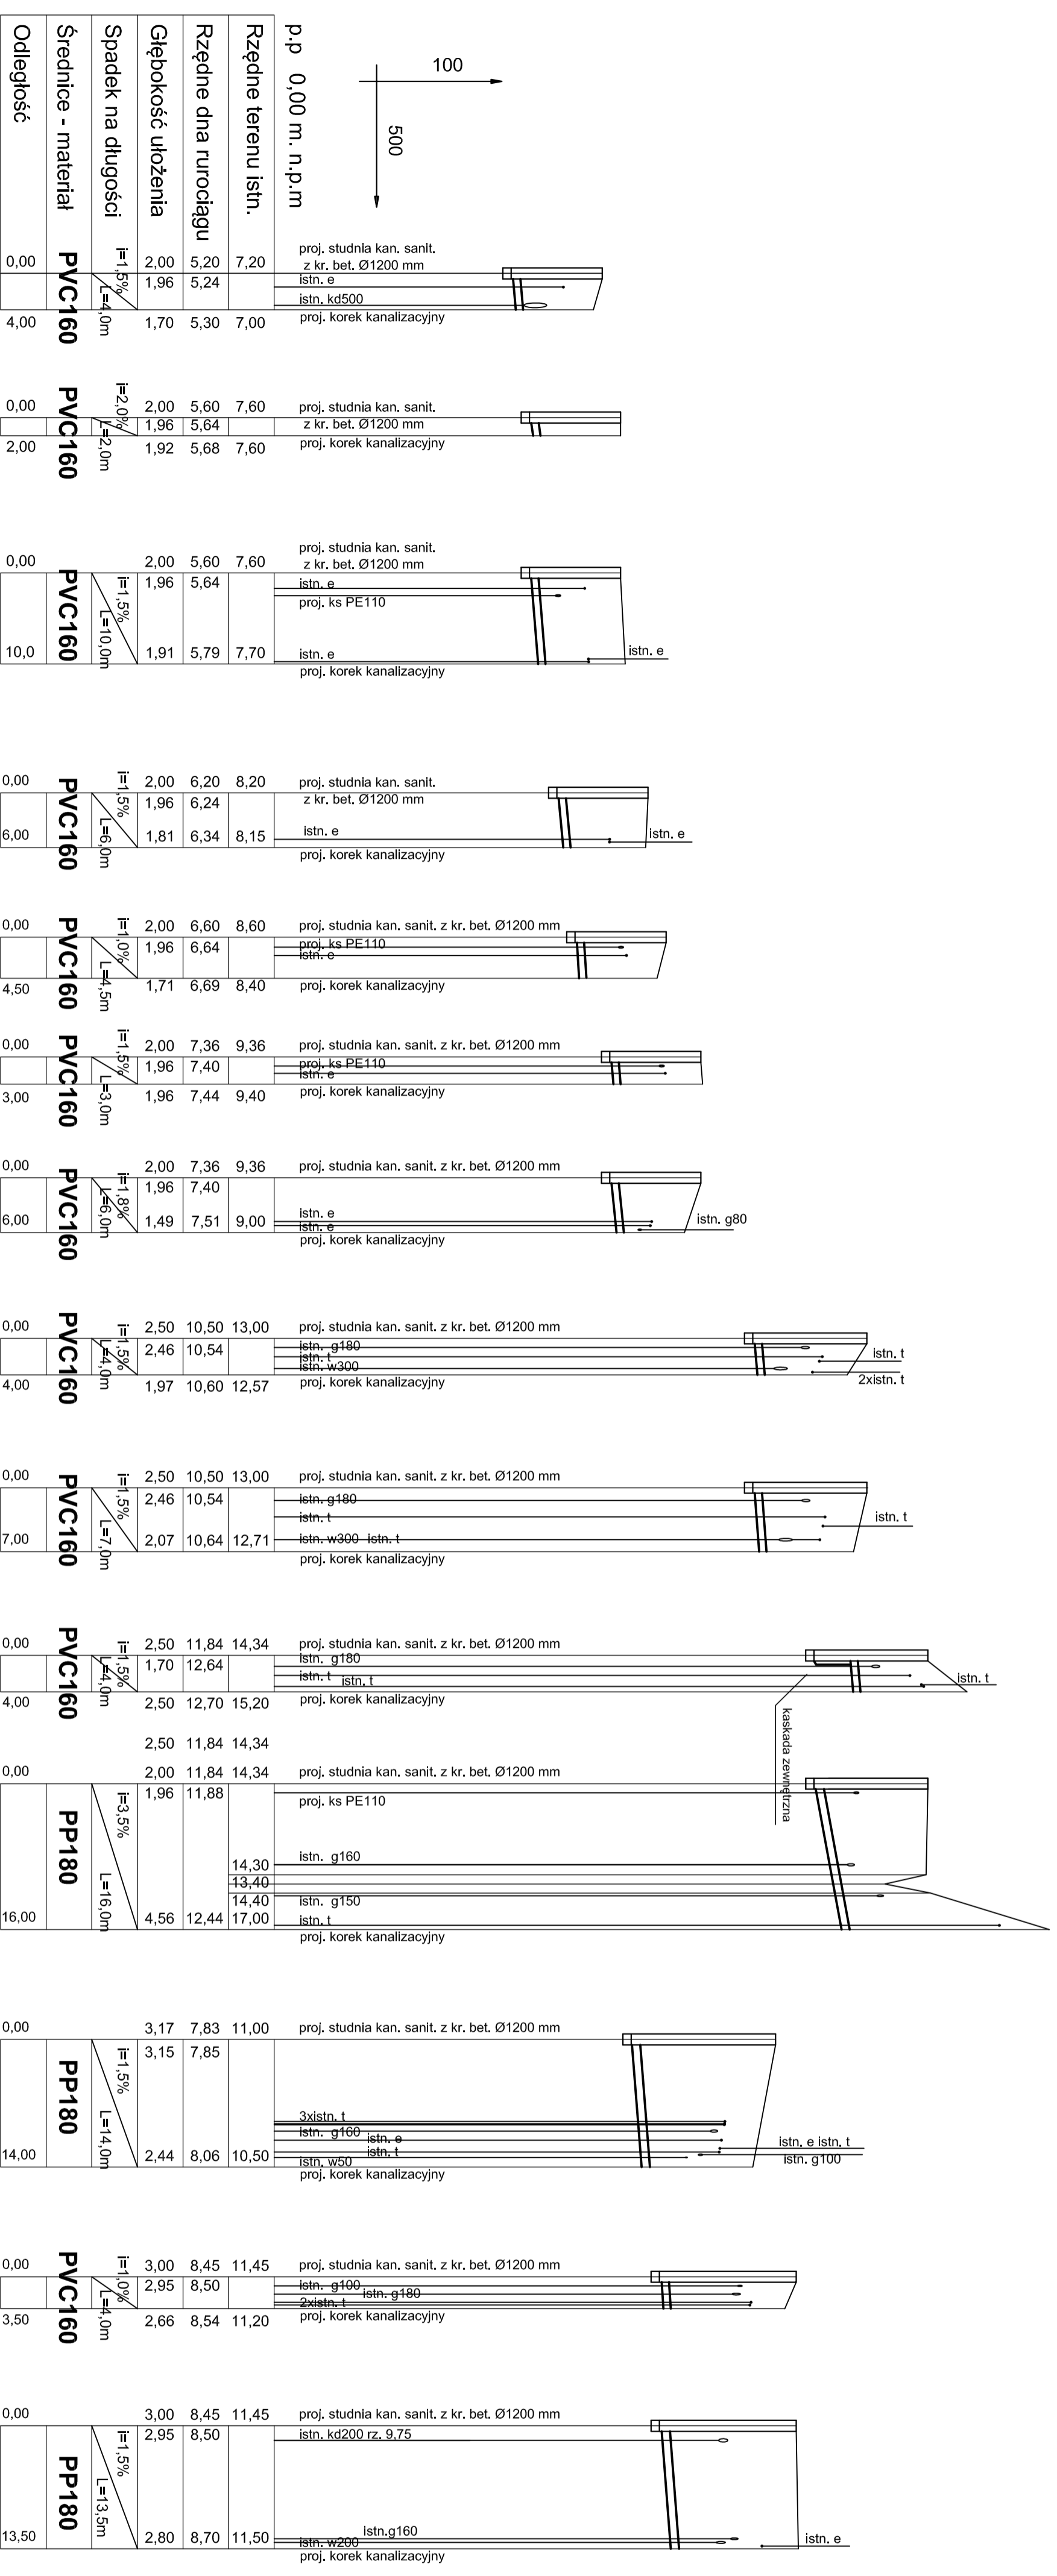 p.p 0,00 m. n.p.m
Rzędne terenu istn.
Rzędne dna rurociągu
Głębokość ułożenia
Spadek na długości
Średnice - materiał
Odległość
100
500
0,00
PVC160
i=1,5%
L=4,0m
2,00 5,20 7,20
1,96 5,24
4,00
1,70 5,30 7,00
proj. studnia kan. sanit.
z kr. bet. Ø1200 mm
istn. e
istn. kd500
proj. korek kanalizacyjny
0,00
PVC160
i=2,0%
L=2,0m
2,00 5,60 7,60
1,96 5,64
2,00
1,92 5,68 7,60
proj. studnia kan. sanit.
z kr. bet. Ø1200 mm
proj. korek kanalizacyjny
0,00
PVC160
i=1,5%
L=10,0m
2,00 5,60 7,60
1,96 5,64
10,0
1,91 5,79 7,70
proj. studnia kan. sanit.
z kr. bet. Ø1200 mm
istn. e
proj. ks PE110
istn. e
istn. e
proj. korek kanalizacyjny
0,00
PVC160
i=1,5%
L=6,0m
2,00 6,20 8,20
1,96 6,24
6,00
1,81 6,34 8,15
proj. studnia kan. sanit.
z kr. bet. Ø1200 mm
istn. e
istn. e
proj. korek kanalizacyjny
0,00
PVC160
i=1,0%
L=4,5m
2,00 6,60 8,60
1,96 6,64
4,50
1,71 6,69 8,40
proj. studnia kan. sanit. z kr. bet. Ø1200 mm
proj. ks PE110
istn. e
proj. korek kanalizacyjny
0,00
PVC160
i=1,5%
L=3,0m
2,00 7,36 9,36
1,96 7,40
3,00
1,96 7,44 9,40
proj. studnia kan. sanit. z kr. bet. Ø1200 mm
proj. ks PE110
istn. e
proj. korek kanalizacyjny
0,00
PVC160
i=1,8%
L=6,0m
2,00 7,36 9,36
1,96 7,40
6,00
1,49 7,51 9,00
proj. studnia kan. sanit. z kr. bet. Ø1200 mm
istn. e
istn. e
istn. g80
proj. korek kanalizacyjny
0,00
PVC160
i=1,5%
L=4,0m
2,50 10,50 13,00
2,46 10,54
4,00
1,97 10,60 12,57
proj. studnia kan. sanit. z kr. bet. Ø1200 mm
istn. g180
istn. t
istn. w300
istn. t
2xistn. t
proj. korek kanalizacyjny
0,00
PVC160
i=1,5%
L=7,0m
2,50 10,50 13,00
2,46 10,54
7,00
2,07 10,64 12,71
proj. studnia kan. sanit. z kr. bet. Ø1200 mm
istn. g180
istn. t
istn. w300 istn. t
istn. t
proj. korek kanalizacyjny
0,00
PVC160
i=1,5%
L=4,0m
2,50 11,84 14,34
1,70 12,64
4,00
2,50 12,70 15,20
proj. studnia kan. sanit. z kr. bet. Ø1200 mm
istn. g180
istn. t
istn. t
istn. t
proj. korek kanalizacyjny
kaskada zewnętrzna
2,50 11,84 14,34
0,00
PP180
i=3,5%
L=16,0m
2,00 11,84 14,34
1,96 11,88
14,30
13,40
14,40
16,00
4,56 12,44 17,00
proj. studnia kan. sanit. z kr. bet. Ø1200 mm
proj. ks PE110
istn. g160
istn. g150
istn. t
proj. korek kanalizacyjny
0,00
PP180
i=1,5%
L=14,0m
3,17 7,83 11,00
3,15 7,85
14,00
2,44 8,06 10,50
proj. studnia kan. sanit. z kr. bet. Ø1200 mm
3xistn. t
istn. g160
istn. e
istn. t
istn. w50
istn. e istn. t
istn. g100
proj. korek kanalizacyjny
0,00
PVC160
i=1,0%
L=4,0m
3,00 8,45 11,45
2,95 8,50
3,50
2,66 8,54 11,20
proj. studnia kan. sanit. z kr. bet. Ø1200 mm
istn. g100
istn. g180
2xistn. t
proj. korek kanalizacyjny
0,00
PP180
i=1,5%
L=13,5m
3,00 8,45 11,45
2,95 8,50
13,50
2,80 8,70 11,50
proj. studnia kan. sanit. z kr. bet. Ø1200 mm
istn. kd200 rz. 9,75
istn.g160
istn. w200
istn. e
proj. korek kanalizacyjny